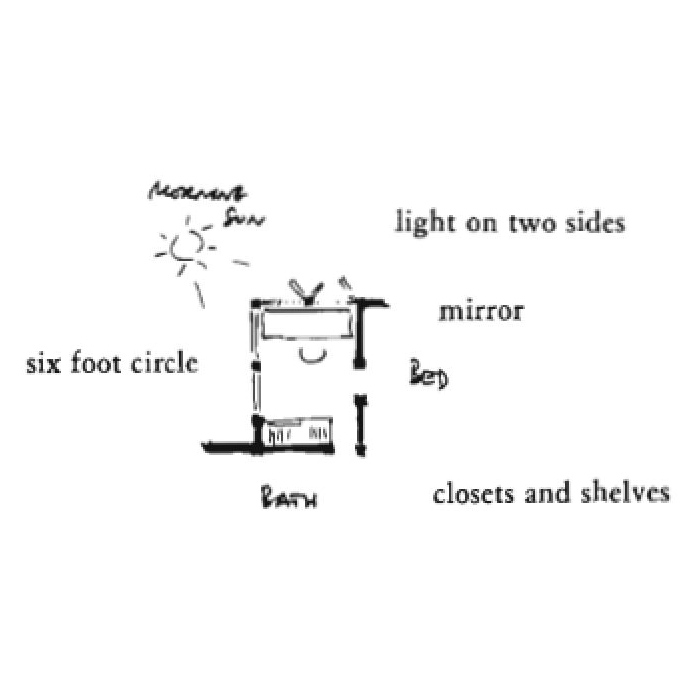 MORNING
SUN
light on two sides
mirror
six foot circle
BED
BATH
closets and shelves